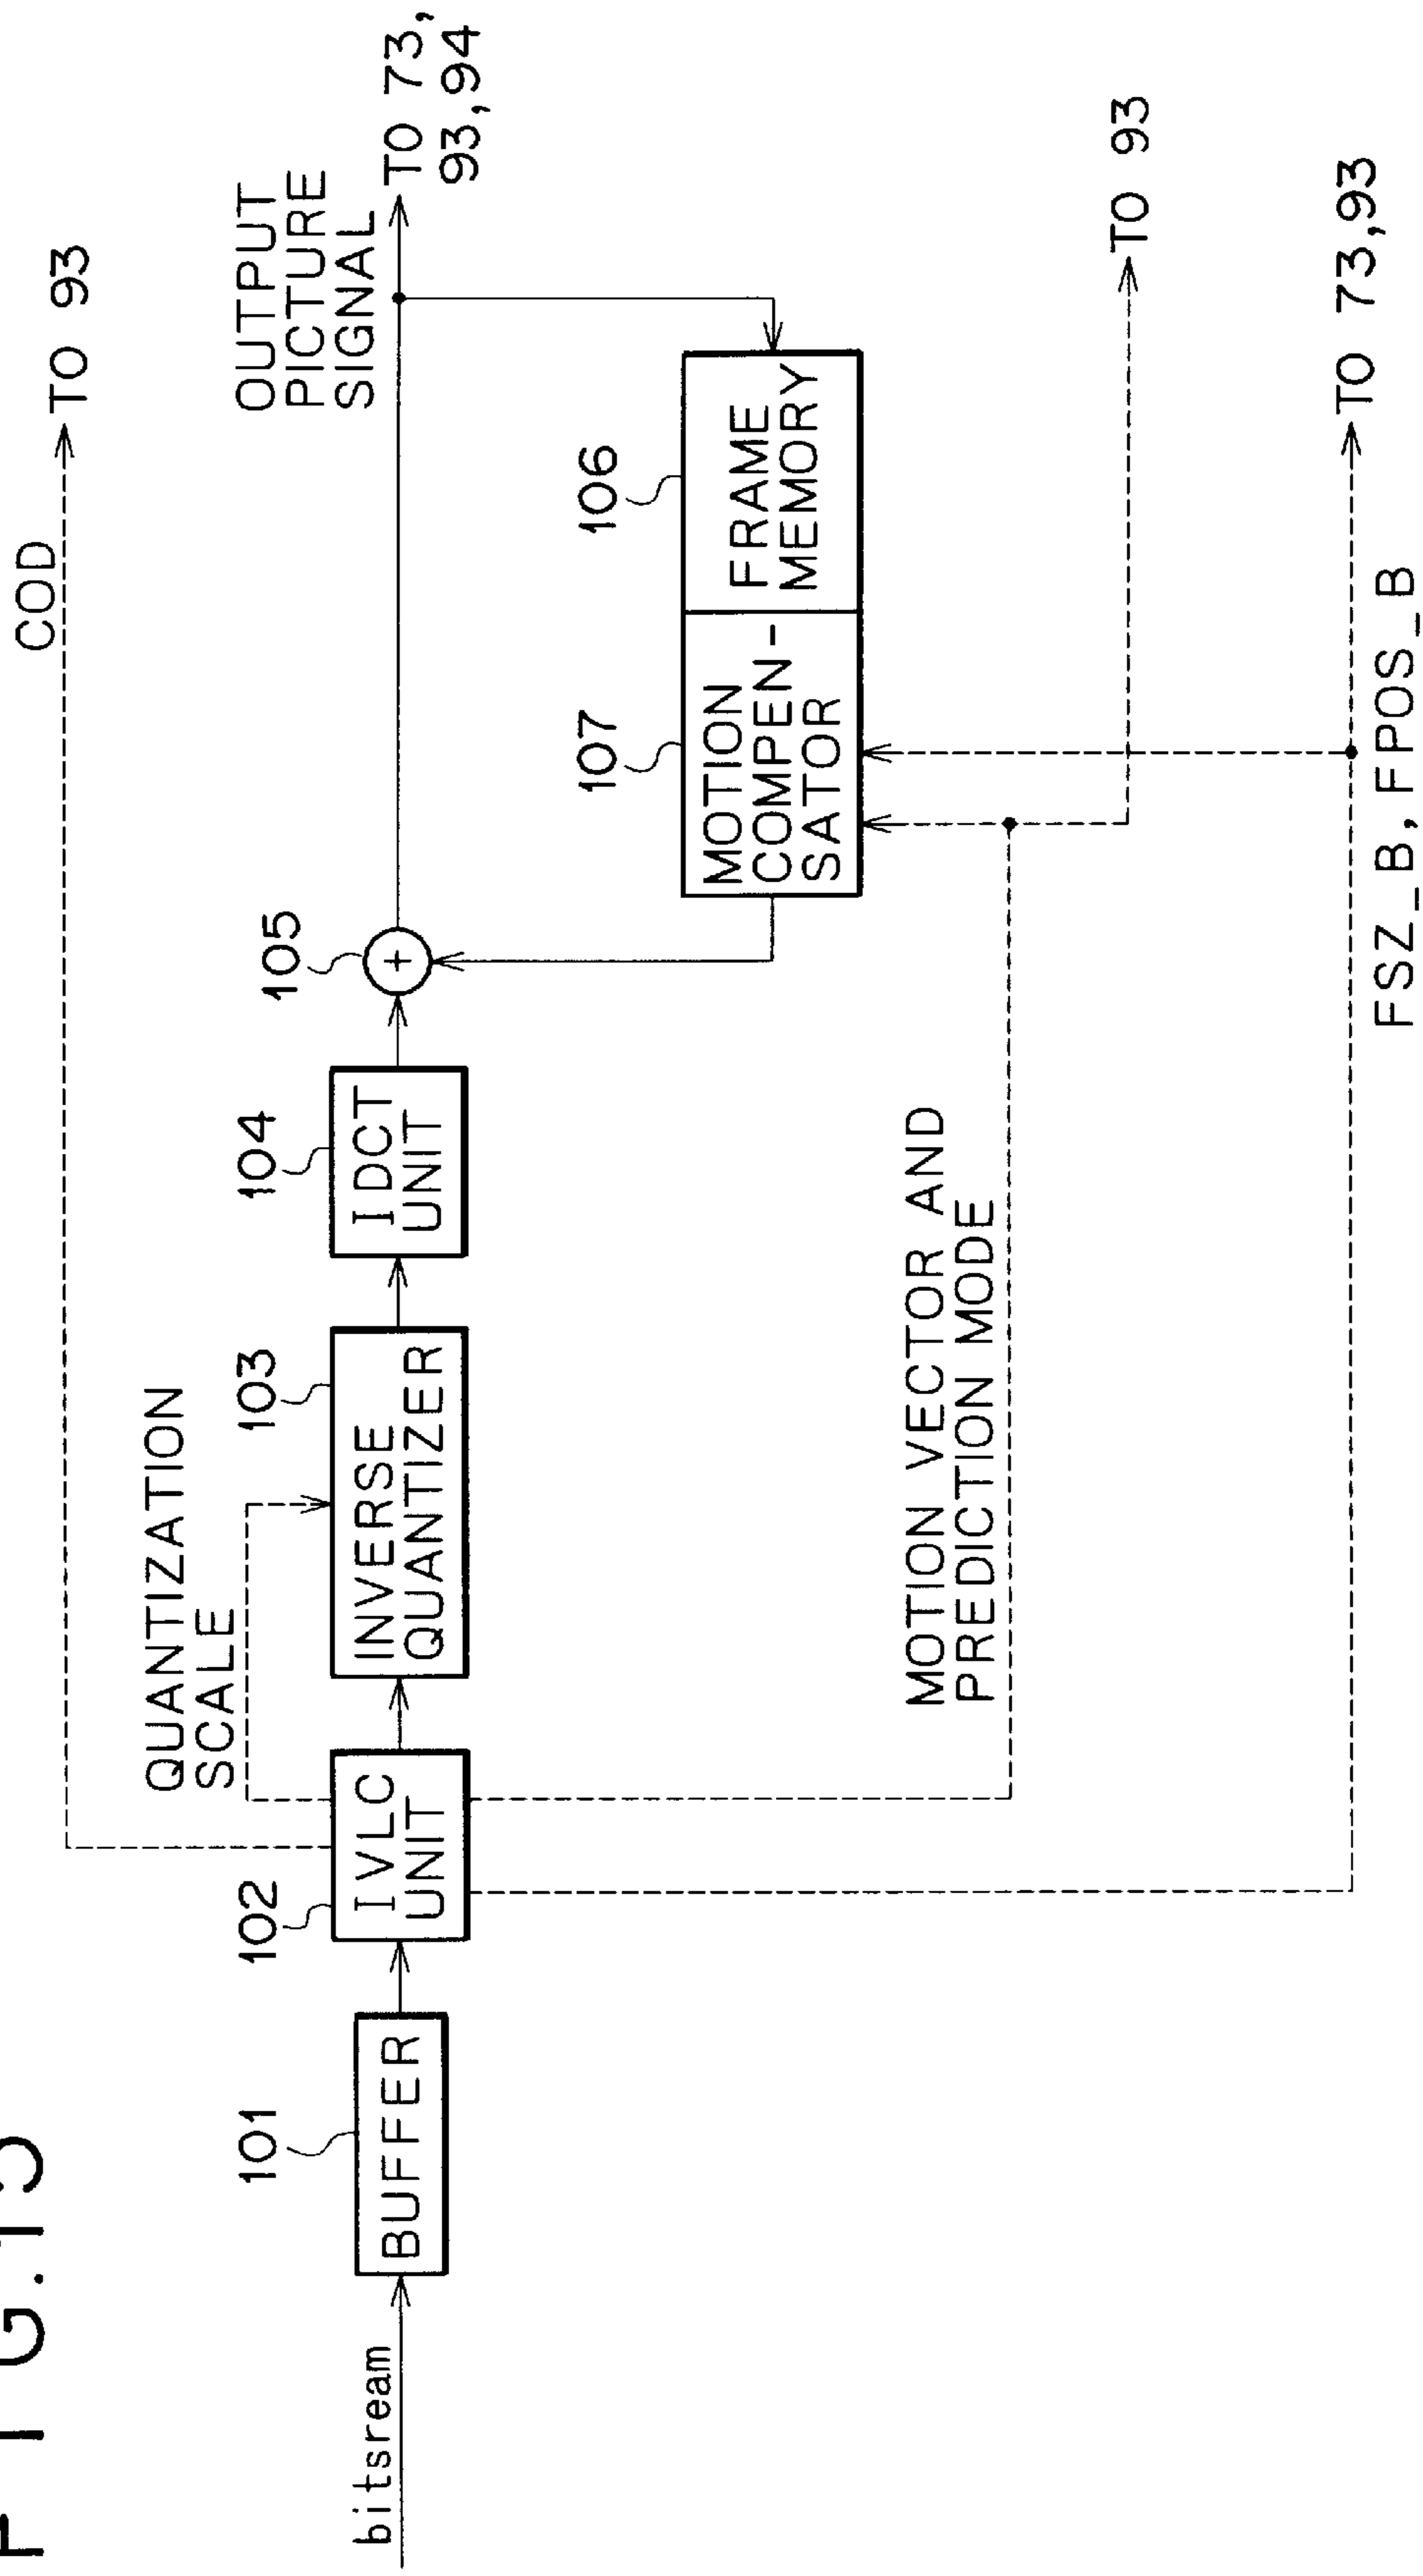 FIG.15
COD
TO 93
QUANTIZATION
SCALE
OUTPUT
PICTURE
SIGNAL
TO 73,
93,94
101
102
103
104
105
bitsream
BUFFER
IVLC
UNIT
INVERSE
QUANTIZER
IDCT
UNIT
+
107
106
MOTION
COMPEN-
SATOR
FRAME
MEMORY
MOTION VECTOR AND
PREDICTION MODE
TO 93
TO 73,93
FSZ_B, FPOS_B